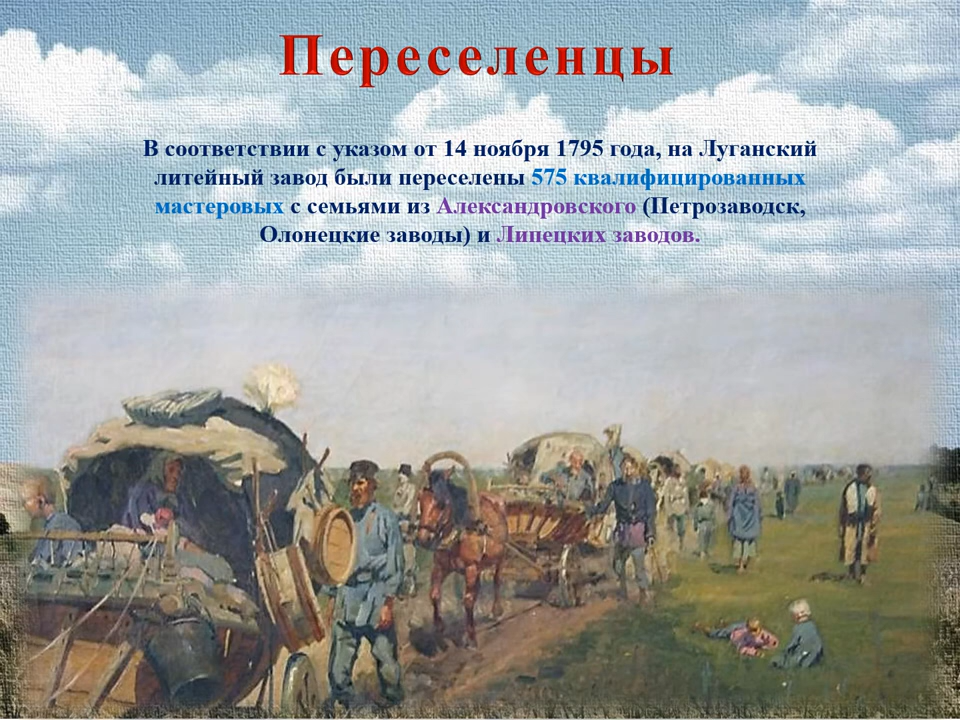 Переселенцы
В соответствии с указом от 14 ноября 1795 года, на Луганский
литейный завод были переселены 575 квалифицированных
мастеровых с семьями из Александровского (Петрозаводск,
Олонецкие заводы) и Липецких заводов.